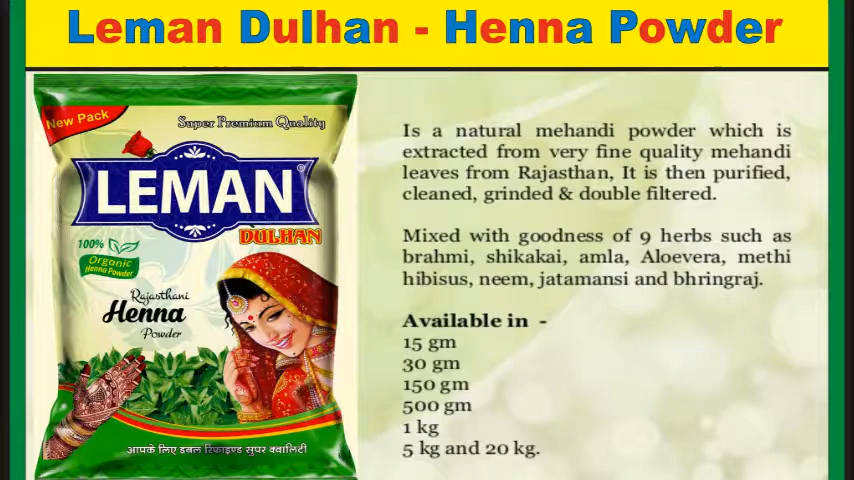 Leman Dulhan - Henna Powder
New Pack
Super Premium Quality
LEMAN
®
DULHAN
100%
Organic
Henna Powder
Rajasthani
Henna
Powder
आपके लिए डबल रिफाइण्ड सुपर क्वालिटी
Is a natural mehandi powder which is
extracted from very fine quality mehandi
leaves from Rajasthan, It is then purified,
cleaned, grinded & double filtered.
Mixed with goodness of 9 herbs such as
brahmi, shikakai, amla, Aloevera, methi
hibisus, neem, jatamansi and bhringraj.
Available in -
15 gm
30 gm
150 gm
500 gm
1 kg
5 kg and 20 kg.